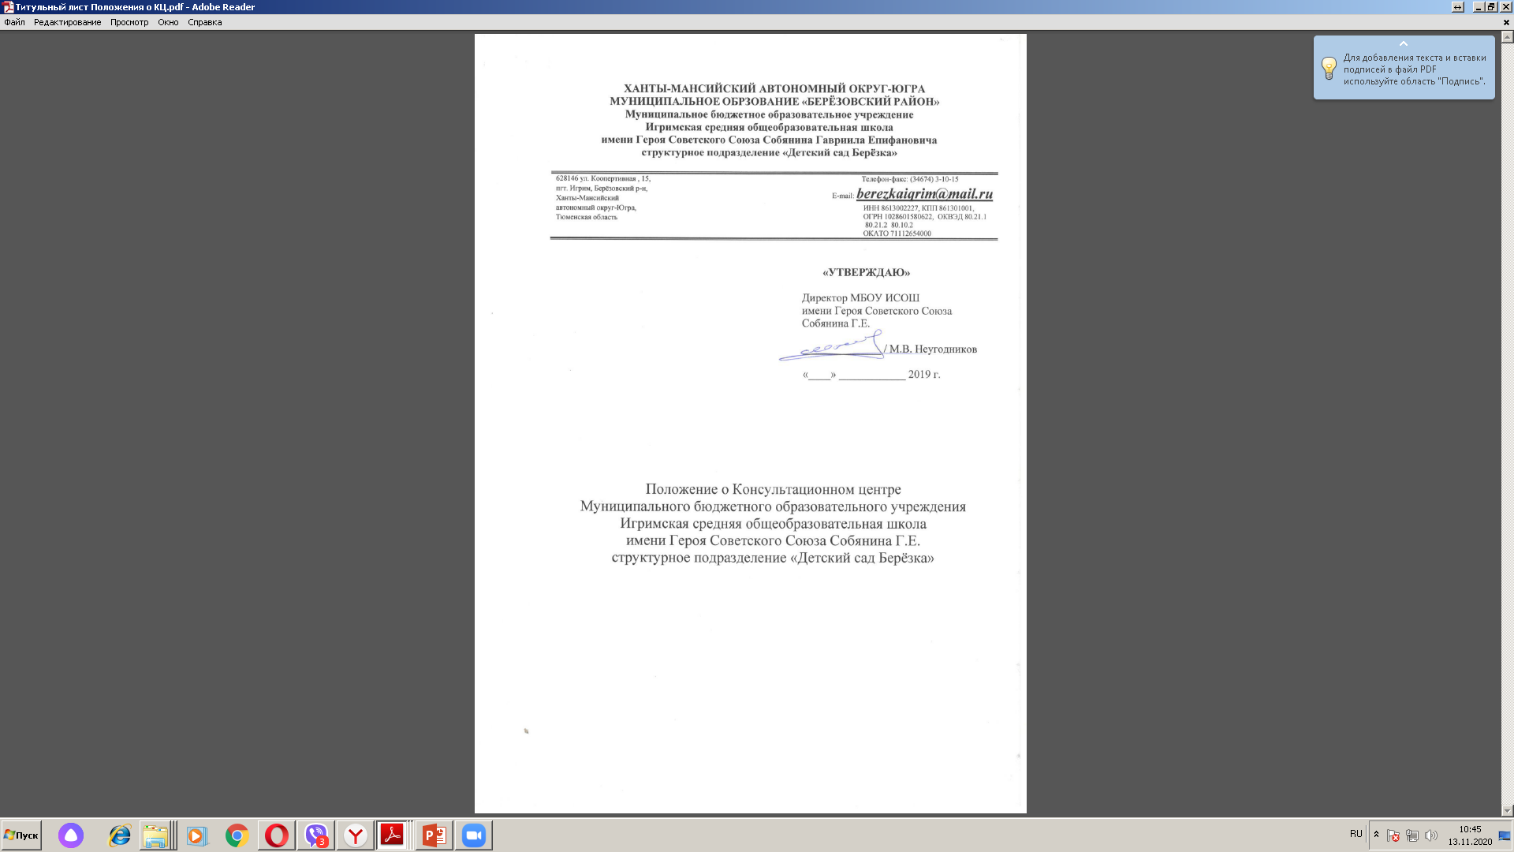 Титульный лист Положения о КЦ.pdf - Adobe Reader
Файл Редактирование Просмотр Окно Справка
Для добавления текста и вставки
подписей в файл PDF
используйте область "Подпись".
ХАНТЫ-МАНСИЙСКИЙ АВТОНОМНЫЙ ОКРУГ-ЮГРА
МУНИЦИПАЛЬНОЕ ОБРЗОВАНИЕ «БЕРЁЗОВСКИЙ РАЙОН»
Муниципальное бюджетное образовательное учреждение
Игримская средняя общеобразовательная школа
имени Героя Советского Союза Собянина Гавриила Епифановича
структурное подразделение «Детский сад Берёзка»
628146 ул. Кооперативная , 15,
пгт. Игрим, Берёзовский р-н,
Ханты-Мансийский
автономный округ-Югра,
Тюменская область
Телефон-факс: (34674) 3-10-15
E-mail: berezkaigrim@mail.ru
ИНН 8613002227, КПП 861301001,
ОГРН 1028601580622, ОКВЭД 80.21.1
80.21.2 80.10.2
ОКАТО 71112654000
«УТВЕРЖДАЮ»
Директор МБОУ ИСОШ
имени Героя Советского Союза
Собянина Г.Е.
/ М.В. Неугодников
«____» ____________ 2019 г.
Положение о Консультационном центре
Муниципального бюджетного образовательного учреждения
Игримская средняя общеобразовательная школа
имени Героя Советского Союза Собянина Г.Е.
структурное подразделение «Детский сад Берёзка»
Пуск
3
RU
10:45
13.11.2020